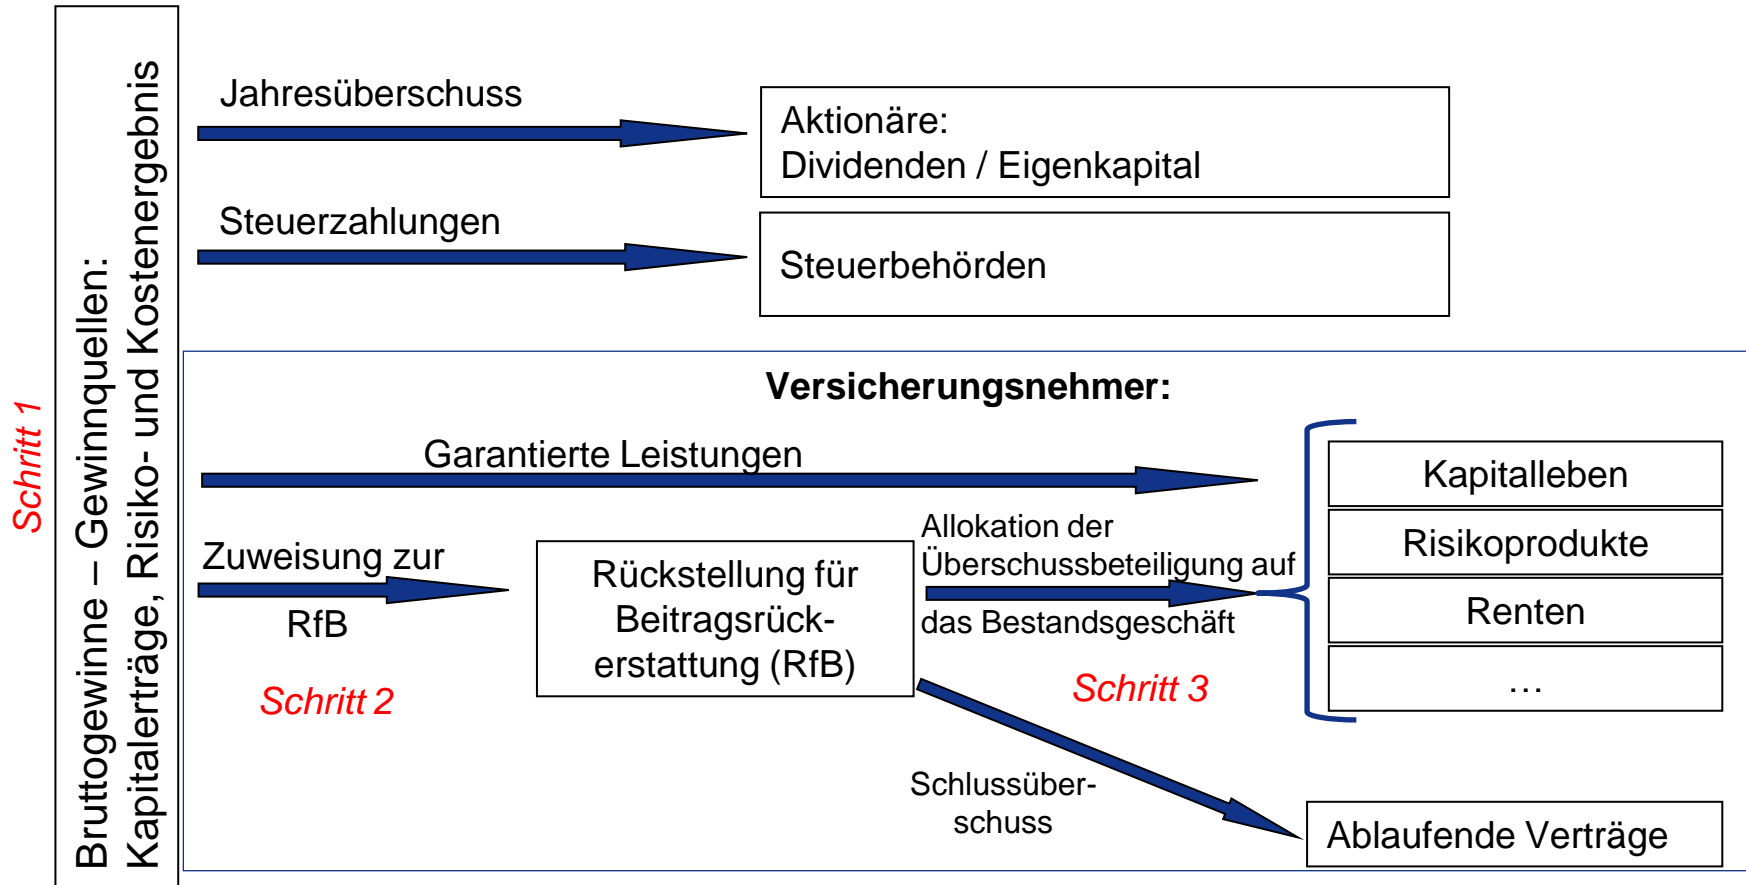 Schritt 1
Bruttogewinne – Gewinnquellen:
Kapitalerträge, Risiko- und Kostenergebnis
Jahresüberschuss
Aktionäre:
Dividenden / Eigenkapital
Steuerzahlungen
Steuerbehörden
Versicherungsnehmer:
Garantierte Leistungen
Zuweisung zur
RfB
Schritt 2
Rückstellung für
Beitragsrück-
erstattung (RfB)
Allokation der
Überschussbeteiligung auf
das Bestandsgeschäft
Schritt 3
Kapitalleben
Risikoprodukte
Renten
…
Schlussüber-
schuss
Ablaufende Verträge